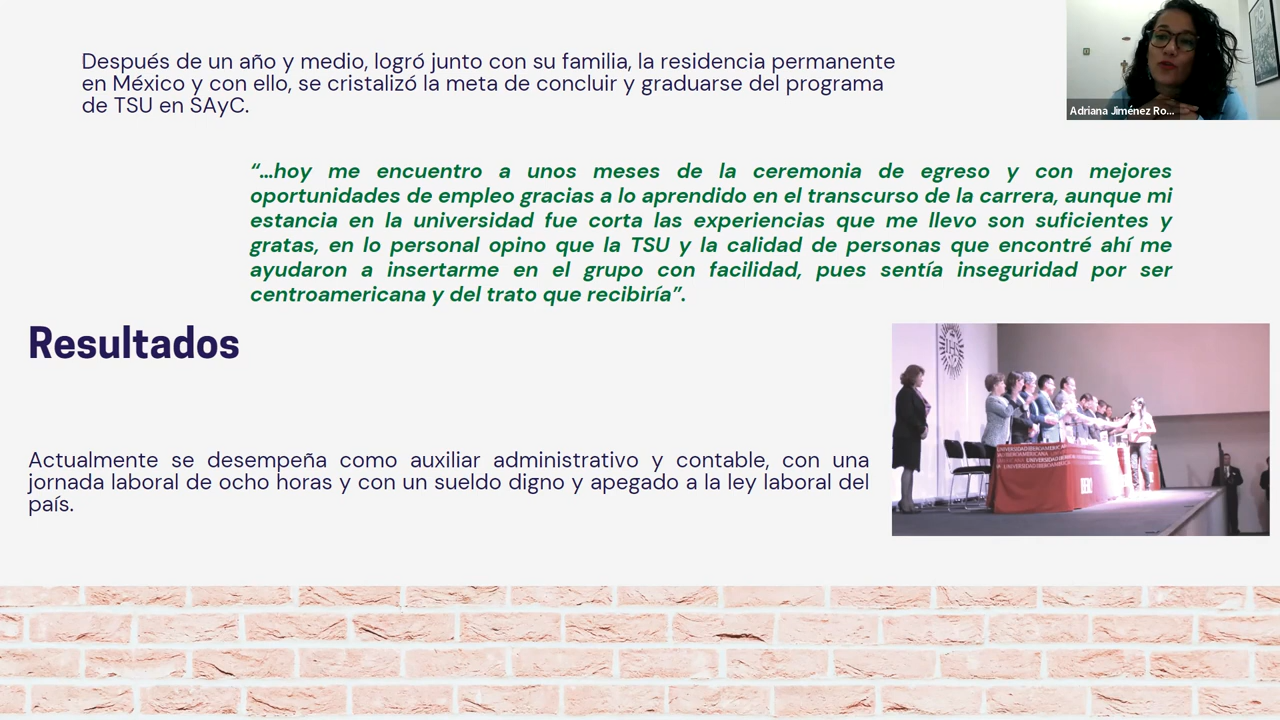 Después de un año y medio, logró junto con su familia, la residencia permanente
en México y con ello, se cristalizó la meta de concluir y graduarse del programa
de TSU en SAyC.
Adriana Jiménez Ro...
“...hoy me encuentro a unos meses de la ceremonia de egreso y con mejores
oportunidades de empleo gracias a lo aprendido en el transcurso de la carrera, aunque mi
estancia en la universidad fue corta las experiencias que me llevo son suficientes y
gratas, en lo personal opino que la TSU y la calidad de personas que encontré ahí me
ayudaron a insertarme en el grupo con facilidad, pues sentía inseguridad por ser
centroamericana y del trato que recibiría”.
Resultados
Actualmente se desempeña como auxiliar administrativo y contable, con una
jornada laboral de ocho horas y con un sueldo digno y apegado a la ley laboral del
país.